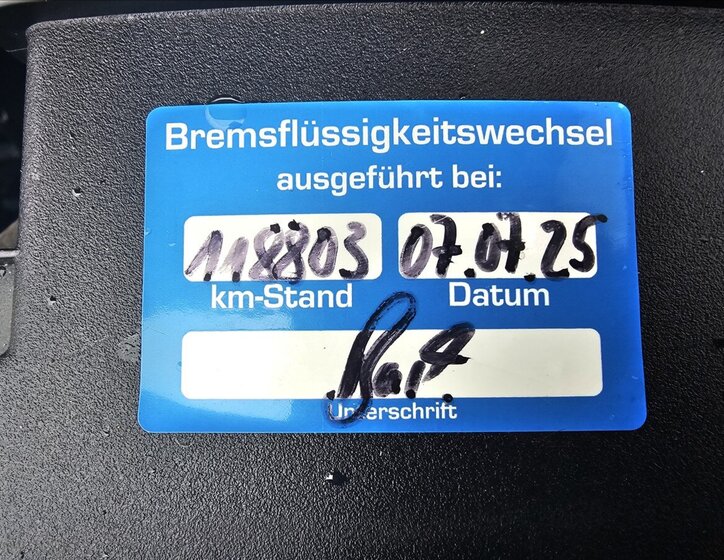 Bremsflüssigkeitswechsel
ausgeführt bei:
118803 07.07.25
km-Stand Datum
Unterschrift